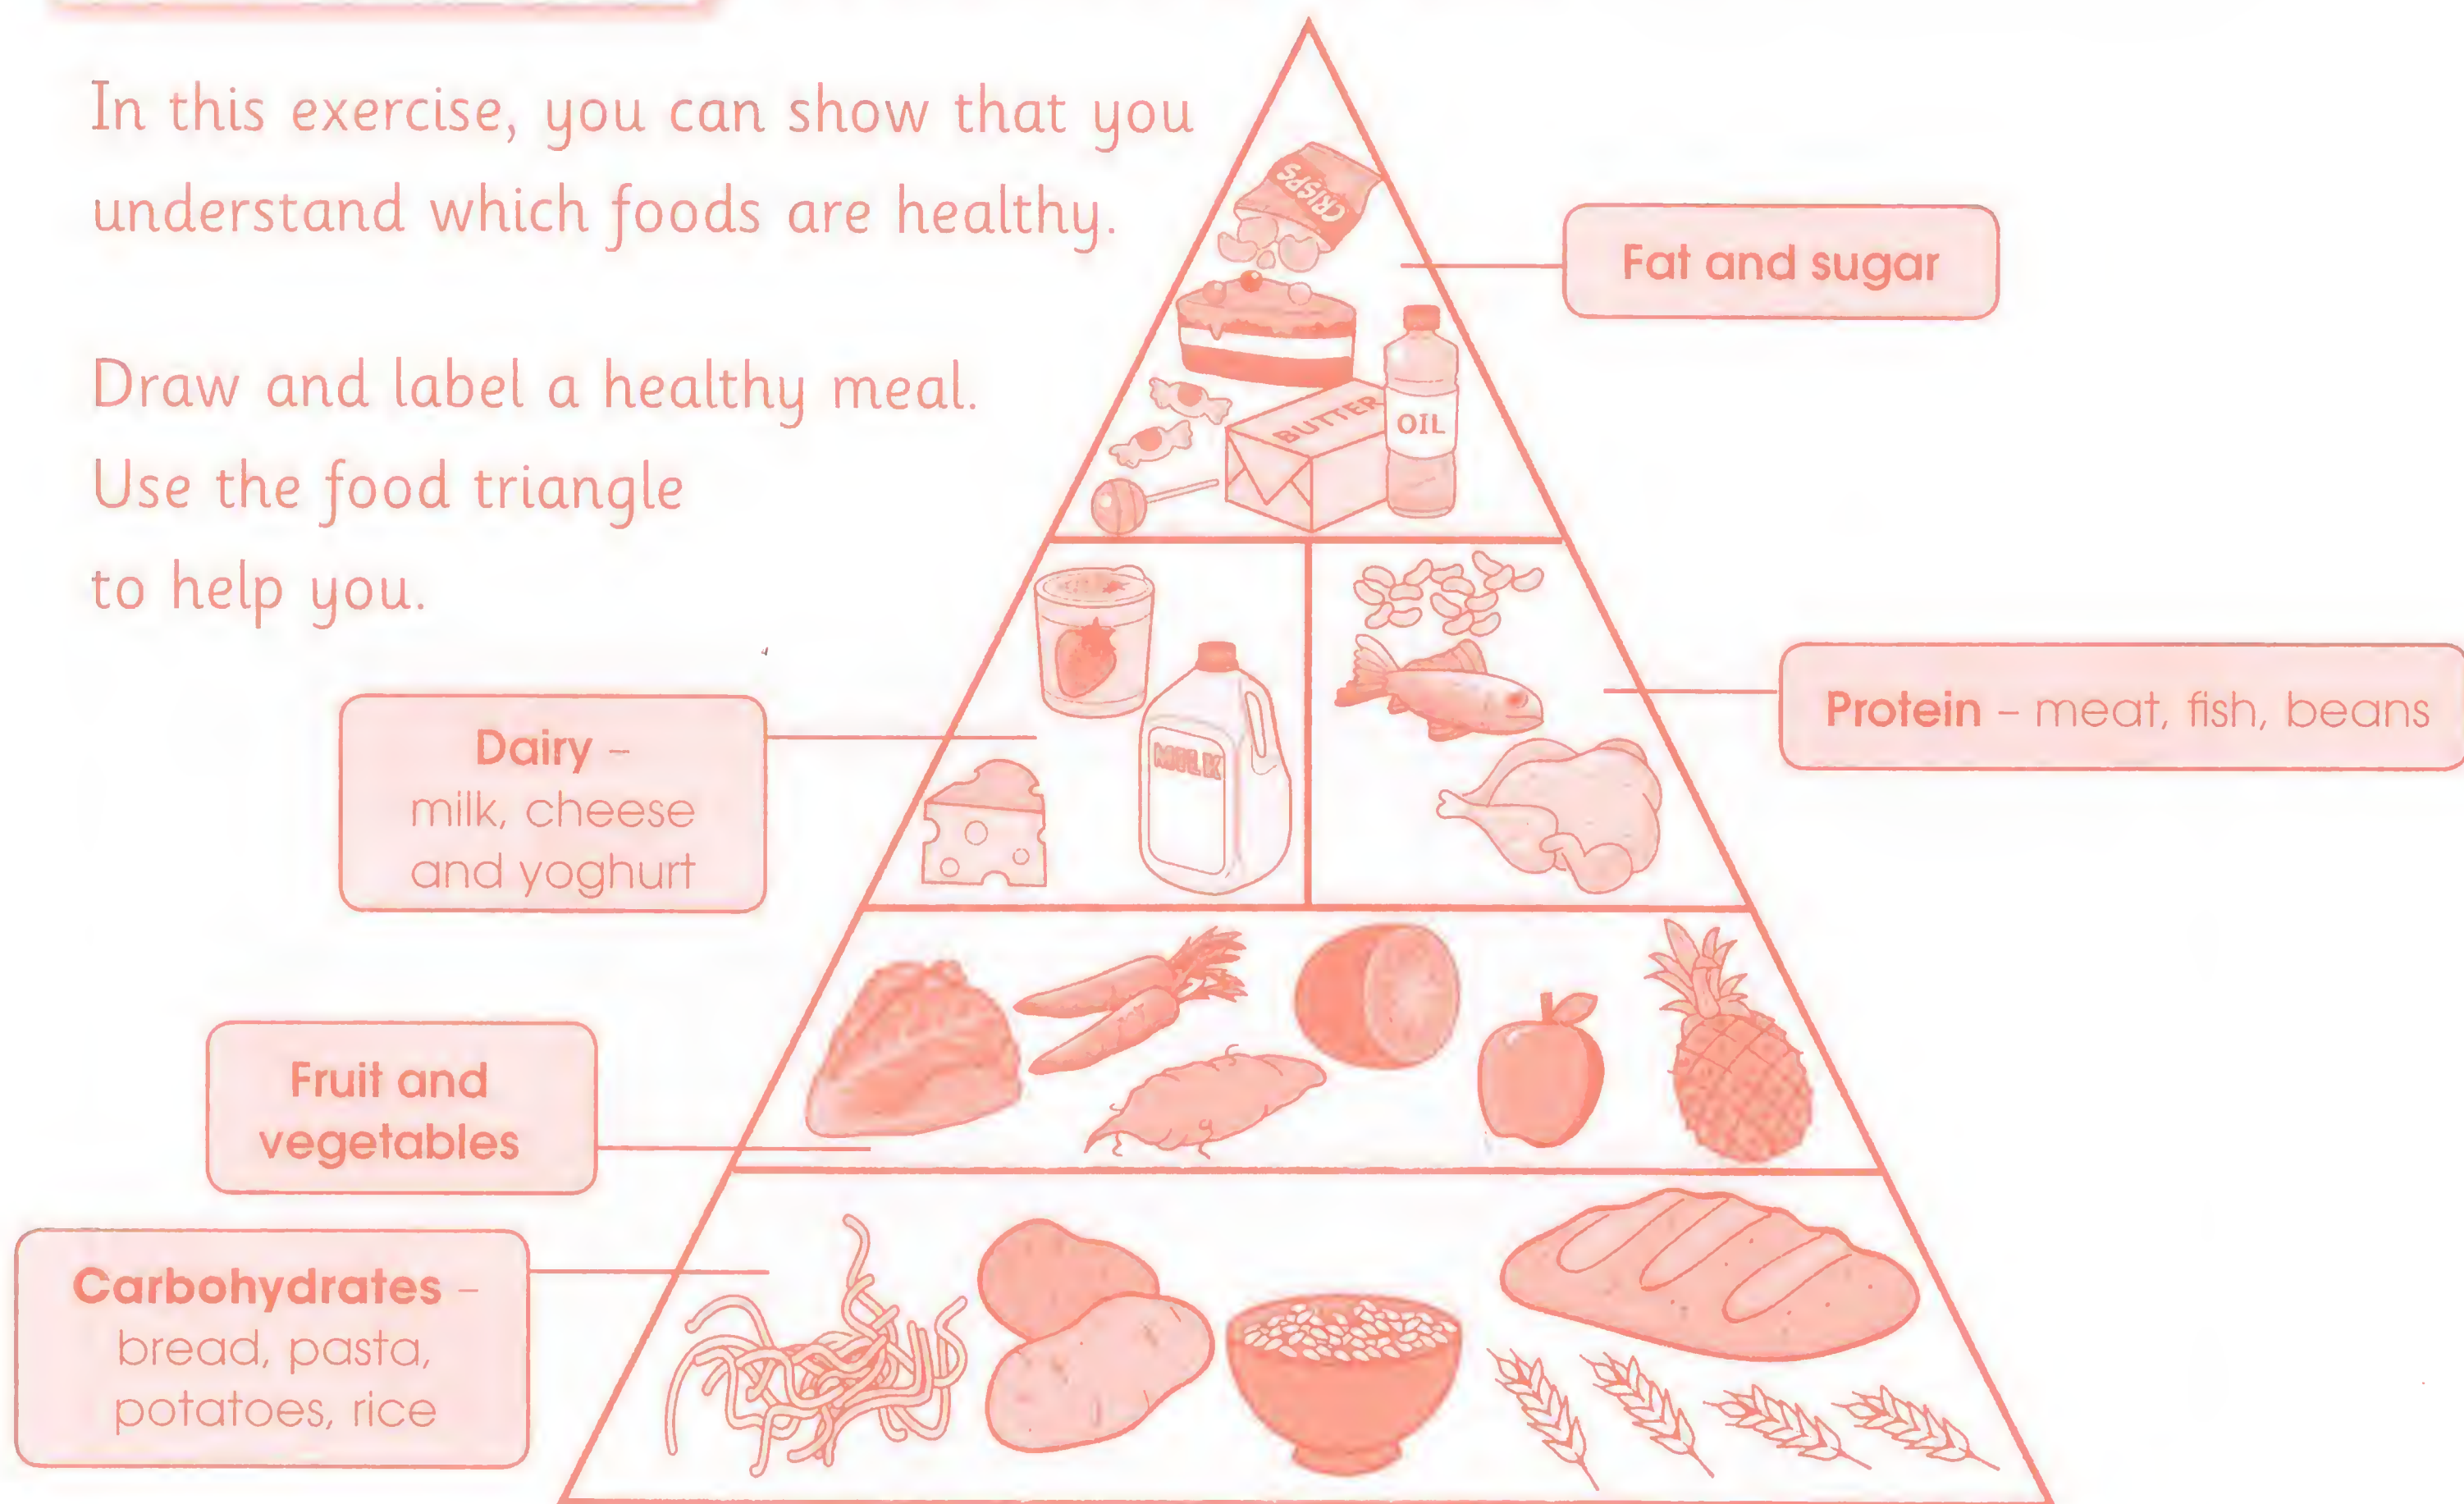 In this exercise, you can show that you
understand which foods are healthy.
Draw and label a healthy meal.
Use the food triangle
to help you.
CRISPS
Fat and sugar
BUTTER
OIL
Protein – meat, fish, beans
Dairy –
milk, cheese
and yoghurt
MILK
Fruit and
vegetables
Carbohydrates –
bread, pasta,
potatoes, rice